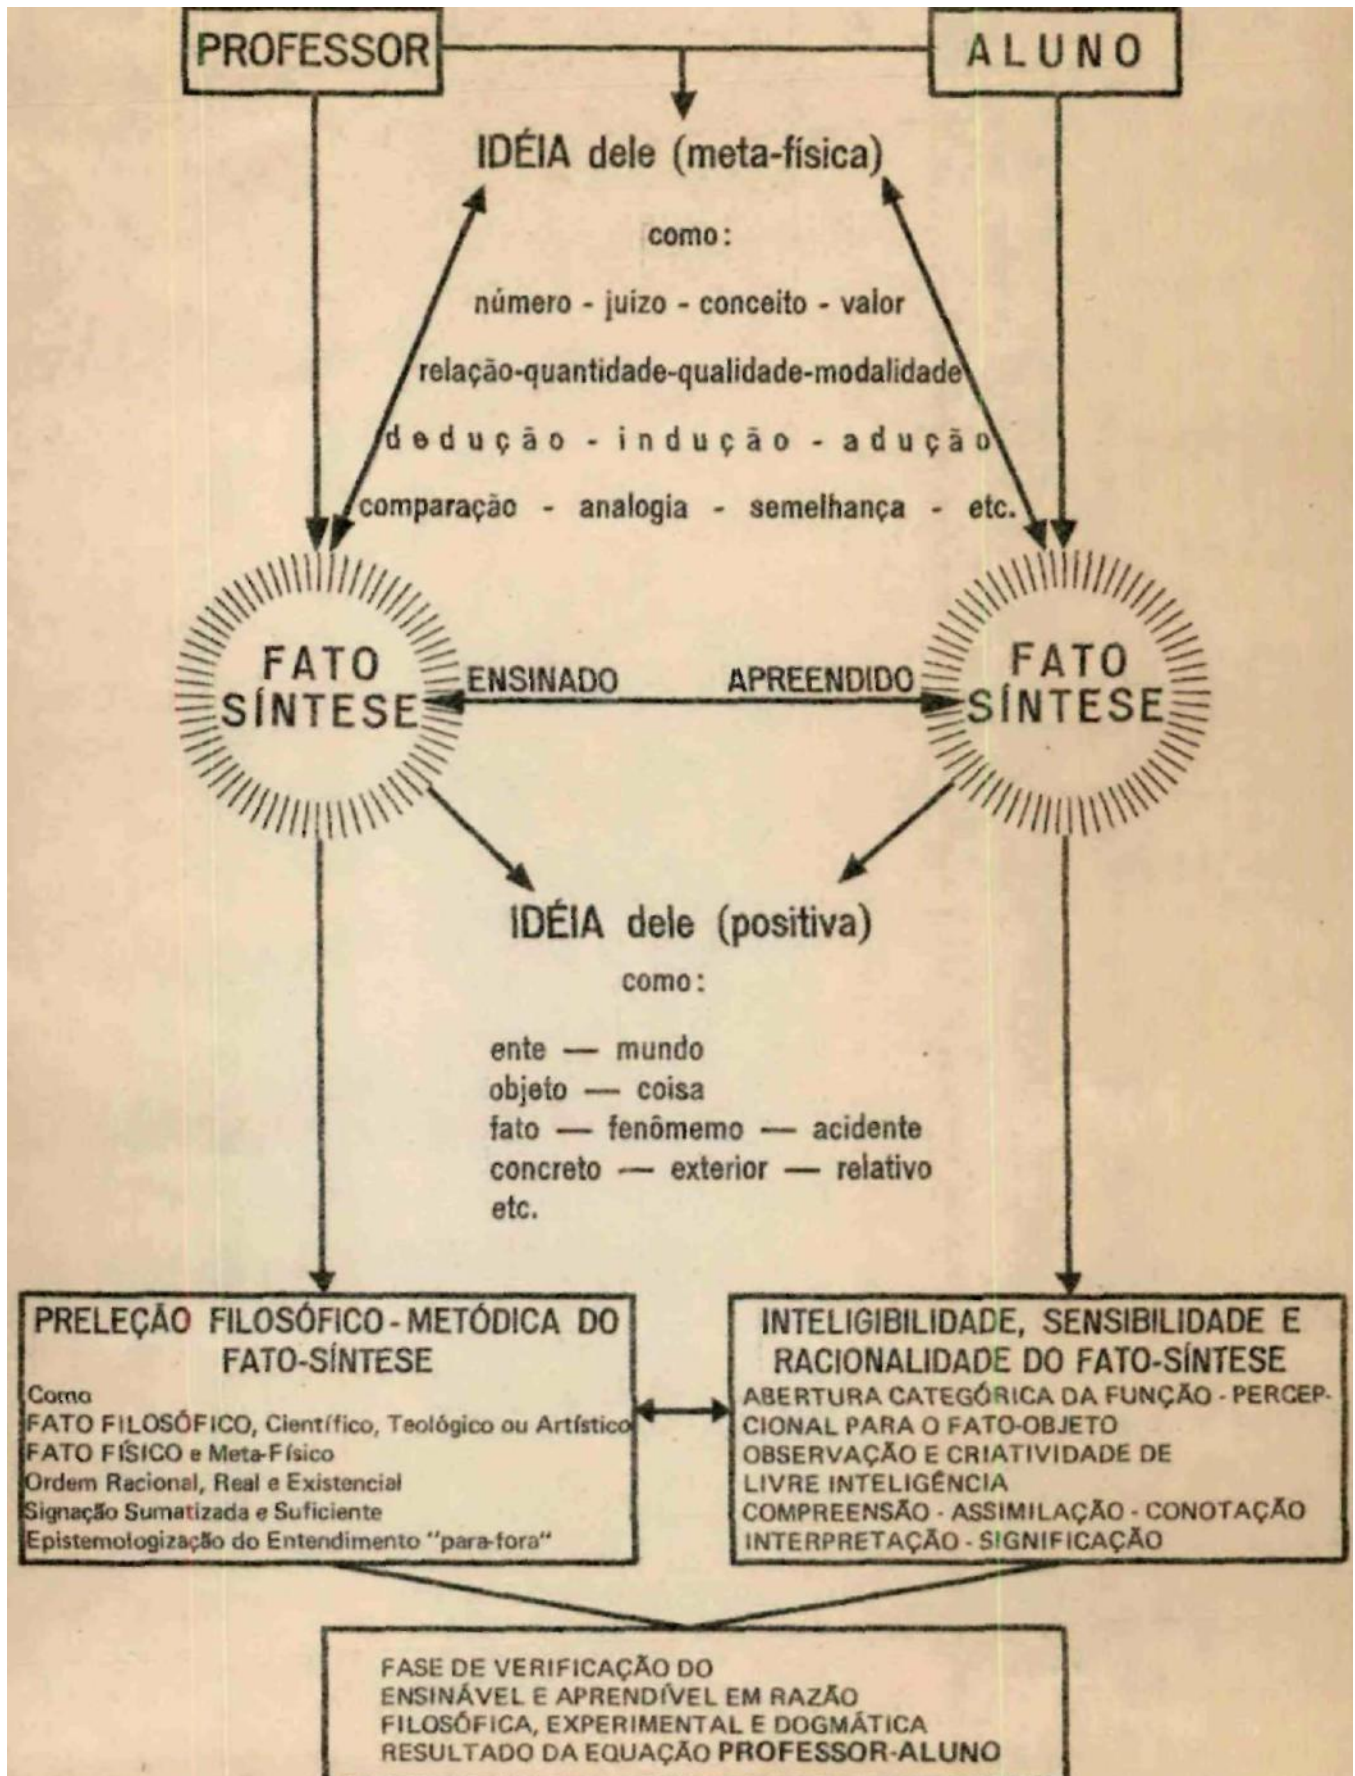 PROFESSOR
ALUNO
IDÉIA dele (meta-física)
como:
número - juizo - conceito - valor
relação-quantidade-qualidade-modalidade
dedução - indução - adução
comparação - analogia - semelhança - etc.
FATO
SÍNTESE
ENSINADO
APREENDIDO
FATO
SÍNTESE
IDÉIA dele (positiva)
como:
ente — mundo
objeto — coisa
fato — fenômemo — acidente
concreto — exterior — relativo
etc.
PRELEÇÃO FILOSÓFICO-METÓDICA DO
FATO-SÍNTESE
Como
FATO FILOSÓFICO, Científico, Teológico ou Artístico
FATO FÍSICO e Meta-Físico
Ordem Racional, Real e Existencial
Signação Sumatizada e Suficiente
Epistemologização do Entendimento "para-fora"
INTELIGIBILIDADE, SENSIBILIDADE E
RACIONALIDADE DO FATO-SÍNTESE
ABERTURA CATEGÓRICA DA FUNÇÃO - PERCEP-
CIONAL PARA O FATO-OBJETO
OBSERVAÇÃO E CRIATIVIDADE DE
LIVRE INTELIGÊNCIA
COMPREENSÃO - ASSIMILAÇÃO - CONOTAÇÃO
INTERPRETAÇÃO - SIGNIFICAÇÃO
FASE DE VERIFICAÇÃO DO
ENSINÁVEL E APRENDÍVEL EM RAZÃO
FILOSÓFICA, EXPERIMENTAL E DOGMÁTICA
RESULTADO DA EQUAÇÃO PROFESSOR-ALUNO